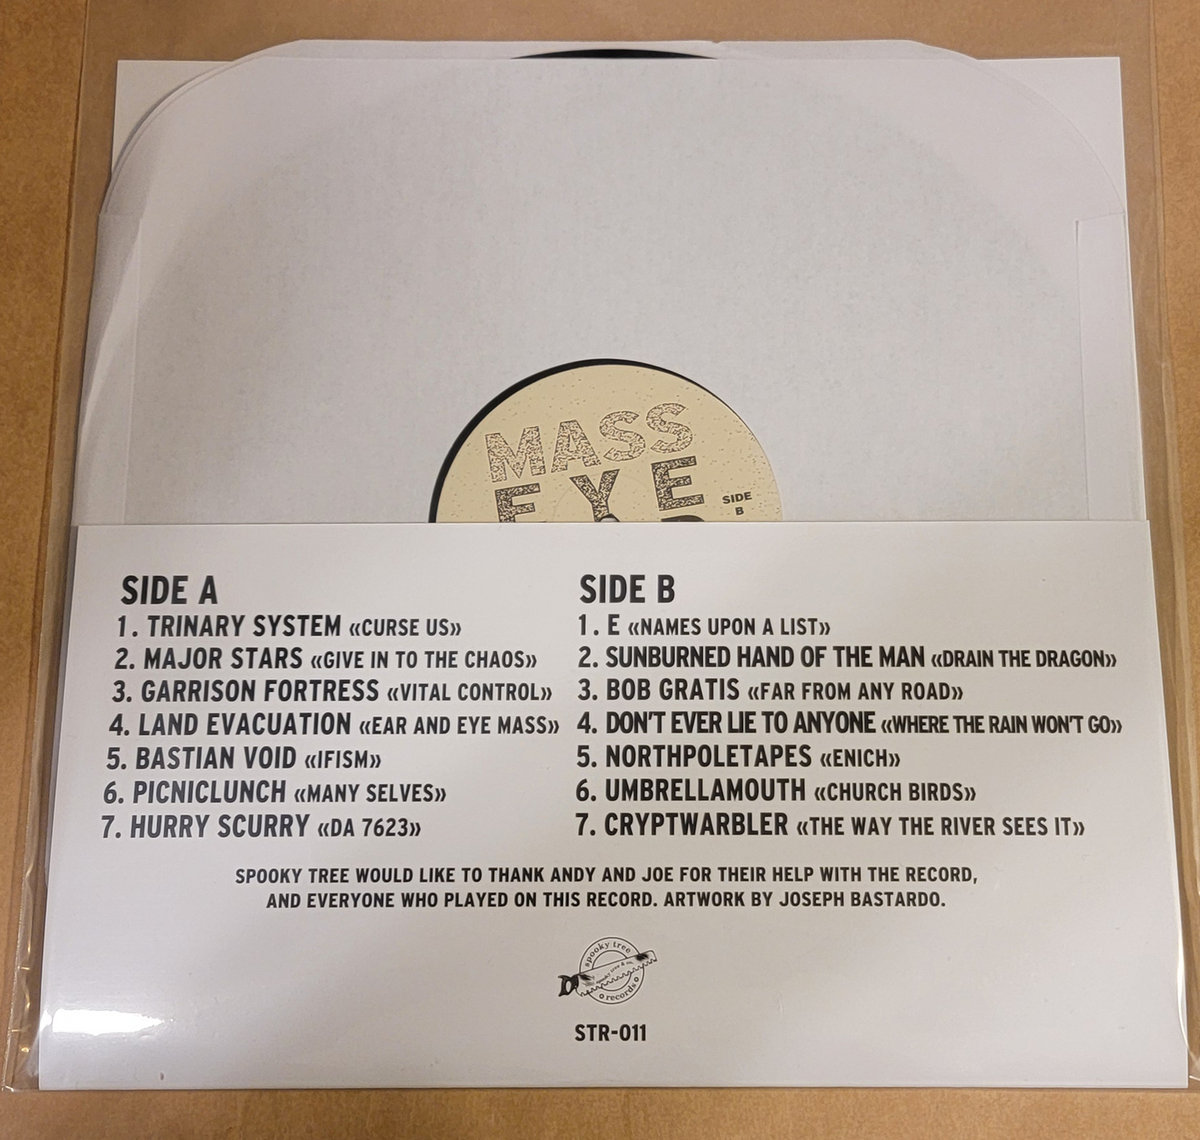 MASS
EYE
SIDE
B
SIDE A
1. TRINARY SYSTEM «CURSE US»
2. MAJOR STARS «GIVE IN TO THE CHAOS»
3. GARRISON FORTRESS «VITAL CONTROL»
4. LAND EVACUATION «EAR AND EYE MASS»
5. BASTIAN VOID «IFISM»
6. PICNICLUNCH «MANY SELVES»
7. HURRY SCURRY «DA 7623»
SIDE B
1. E «NAMES UPON A LIST»
2. SUNBURNED HAND OF THE MAN «DRAIN THE DRAGON»
3. BOB GRATIS «FAR FROM ANY ROAD»
4. DON'T EVER LIE TO ANYONE «WHERE THE RAIN WON'T GO»
5. NORTHPOLETAPES «ENICH»
6. UMBRELLAMOUTH «CHURCH BIRDS»
7. CRYPTWARBLER «THE WAY THE RIVER SEES IT»
SPOOKY TREE WOULD LIKE TO THANK ANDY AND JOE FOR THEIR HELP WITH THE RECORD,
AND EVERYONE WHO PLAYED ON THIS RECORD. ARTWORK BY JOSEPH BASTARDO.
spooky tree
records
STR-011